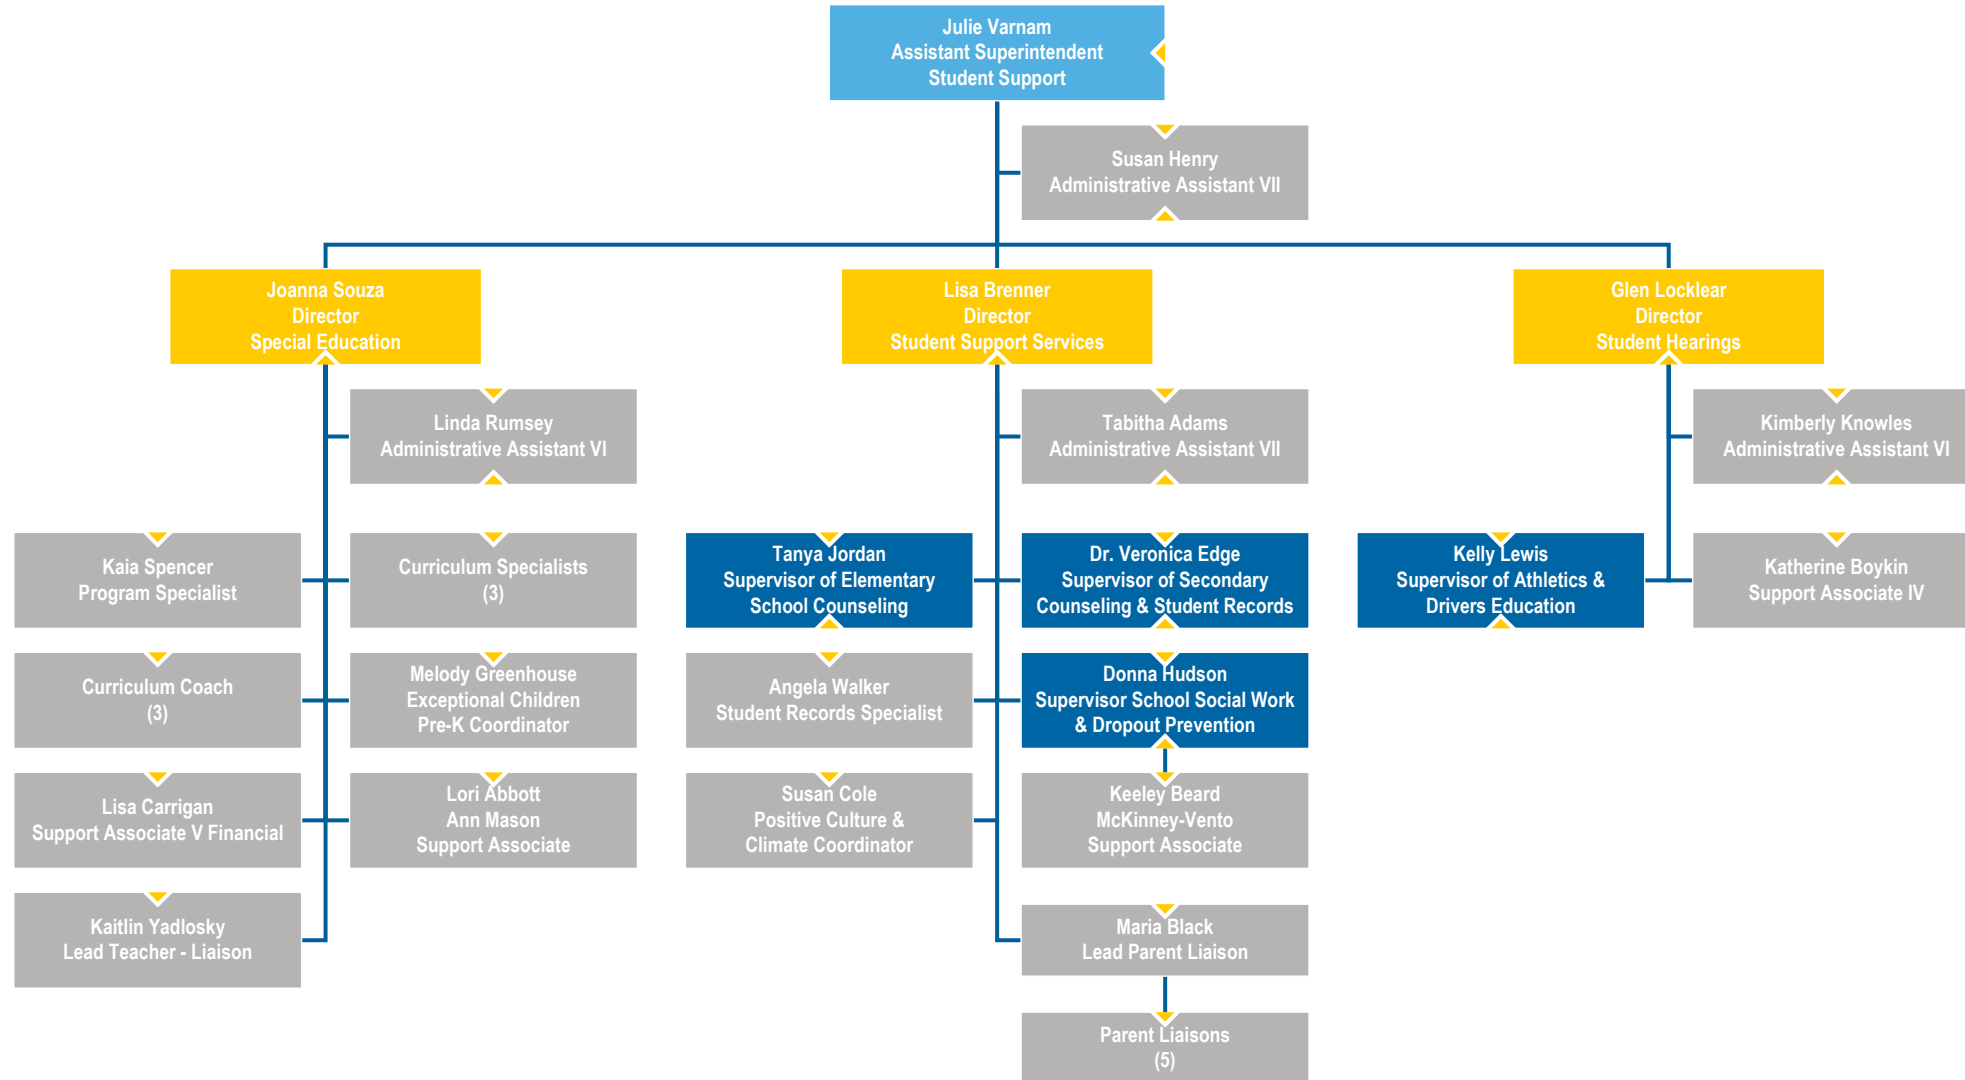 Julie Varnam
Assistant Superintendent
Student Support
Susan Henry
Administrative Assistant VII
Joanna Souza
Director
Special Education
Lisa Brenner
Director
Student Support Services
Glen Locklear
Director
Student Hearings
Linda Rumsey
Administrative Assistant VI
Tabitha Adams
Administrative Assistant VII
Kimberly Knowles
Administrative Assistant VI
Kaia Spencer
Program Specialist
Curriculum Specialists
(3)
Tanya Jordan
Supervisor of Elementary
School Counseling
Dr. Veronica Edge
Supervisor of Secondary
Counseling & Student Records
Kelly Lewis
Supervisor of Athletics &
Drivers Education
Katherine Boykin
Support Associate IV
Curriculum Coach
(3)
Melody Greenhouse
Exceptional Children
Pre-K Coordinator
Angela Walker
Student Records Specialist
Donna Hudson
Supervisor School Social Work
& Dropout Prevention
Lisa Carrigan
Support Associate V Financial
Lori Abbott
Ann Mason
Support Associate
Susan Cole
Positive Culture &
Climate Coordinator
Keeley Beard
McKinney-Vento
Support Associate
Kaitlin Yadlosky
Lead Teacher - Liaison
Maria Black
Lead Parent Liaison
Parent Liaisons
(5)